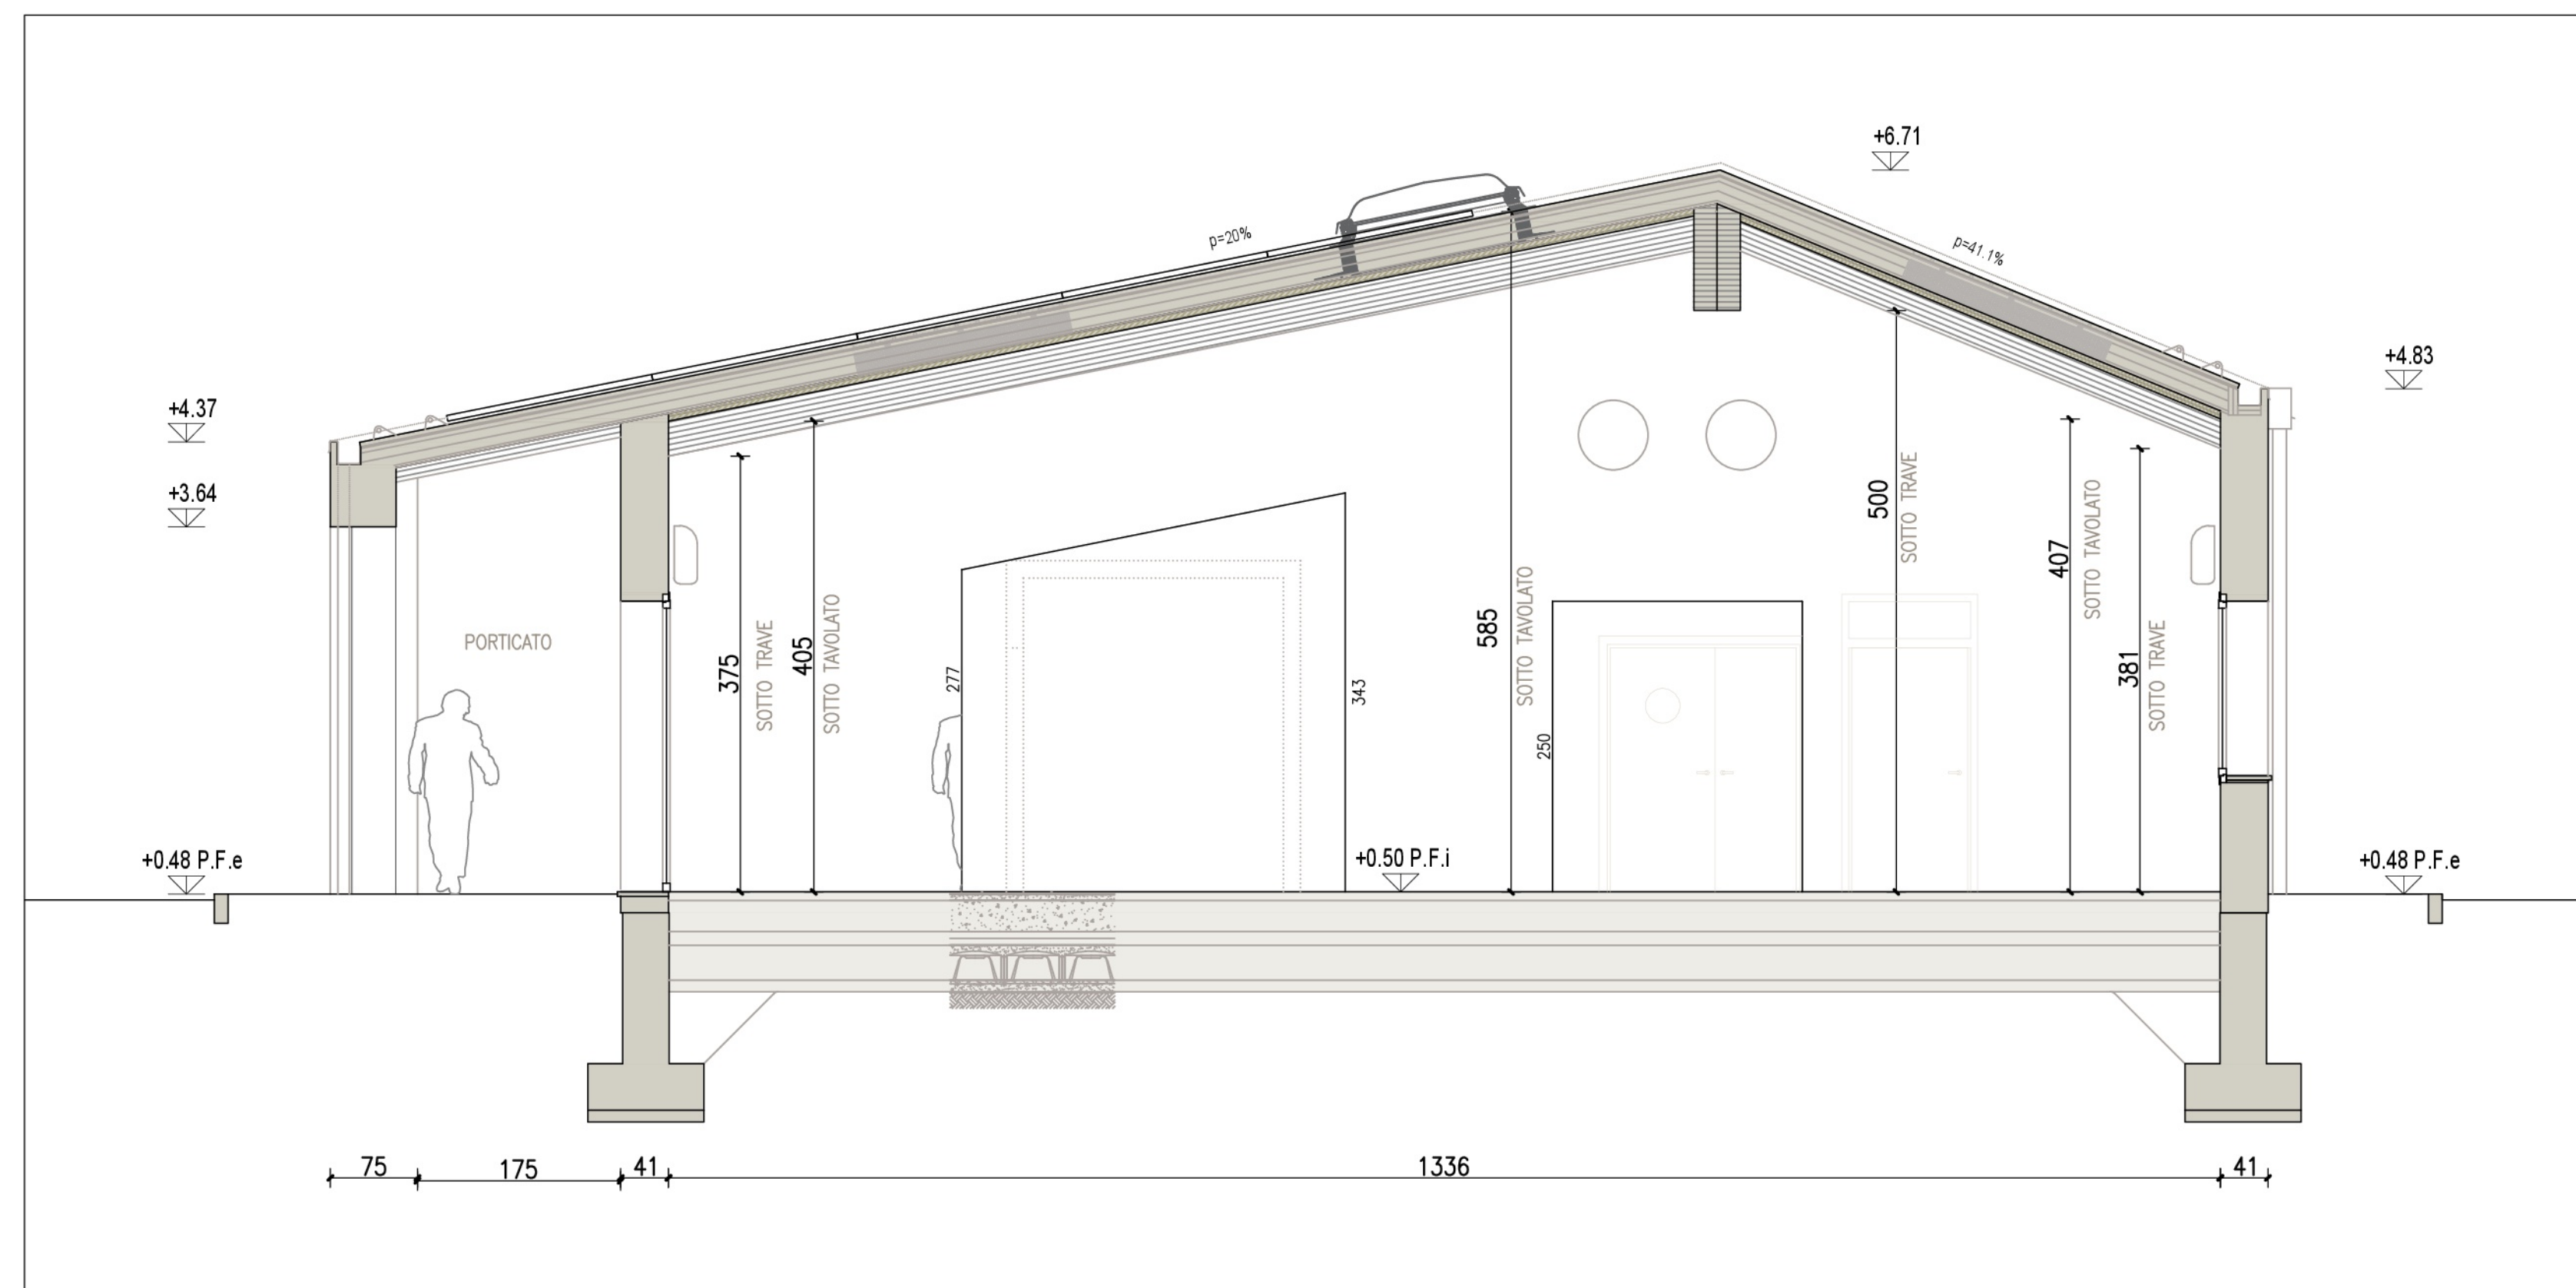 +6.71
p=20%
p=41.1%
+4.83
+4.37
+3.64
PORTICATO
375
SOTTO TRAVE
405
SOTTO TAVOLATO
277
343
585
SOTTO TAVOLATO
250
500
SOTTO TRAVE
407
SOTTO TAVOLATO
381
SOTTO TRAVE
+0.48 P.F.e
+0.50 P.F.i
+0.48 P.F.e
75
175
41
1336
41